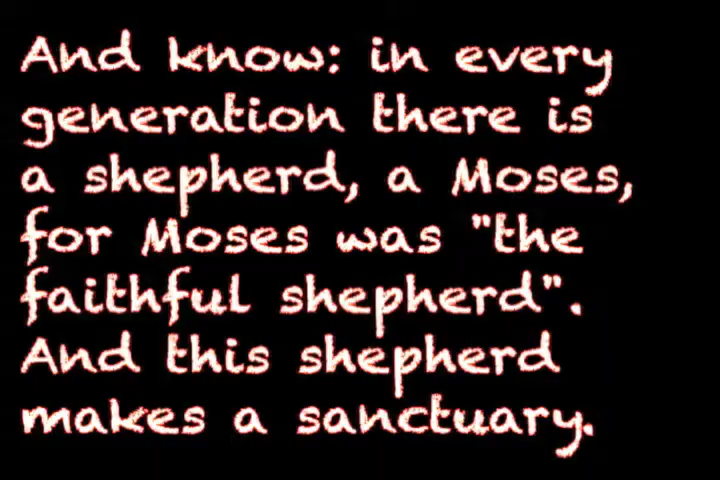 And know: in every
generation there is
a shepherd, a Moses,
for Moses was "the
faithful shepherd".
And this shepherd
makes a sanctuary.